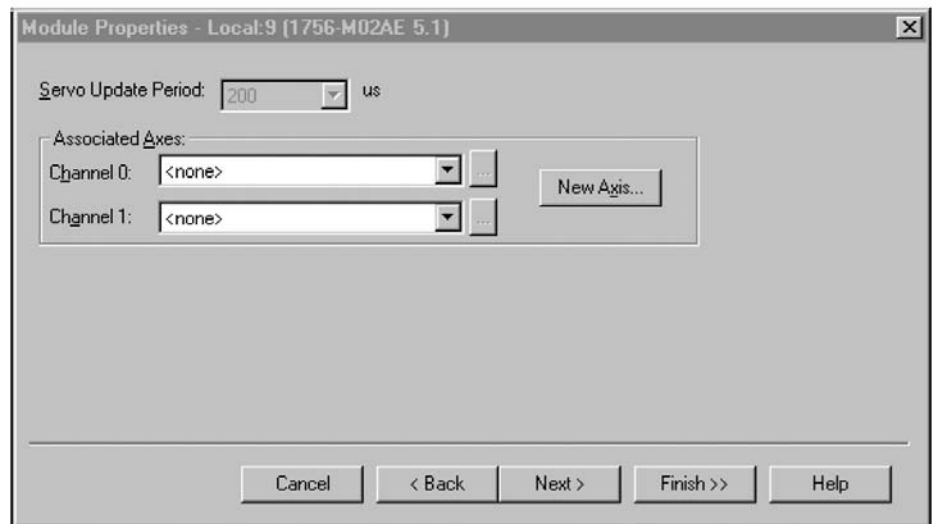 Module Properties - Local:9 (1756-M02AE 5.1)
Servo Update Period: 200 us
Associated Axes:
Channel 0: <none> ... New Axis...
Channel 1: <none> ...
Cancel < Back Next > Finish >> Help